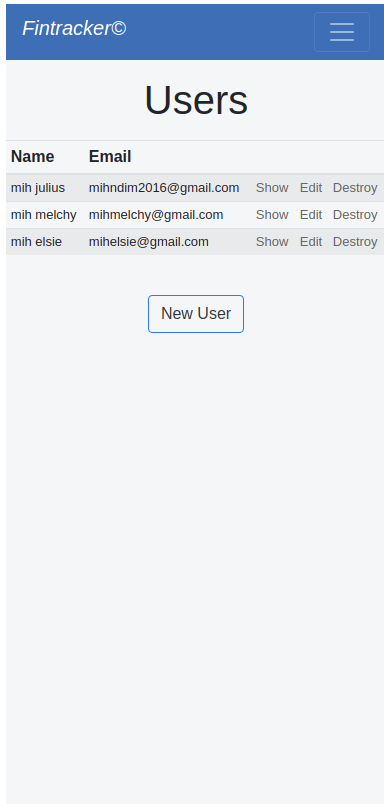 Fintracker©
Users
Name Email
mih julius mihndim2016@gmail.com Show Edit Destroy
mih melchy mihmelchy@gmail.com Show Edit Destroy
mih elsie mihelsie@gmail.com Show Edit Destroy
New User